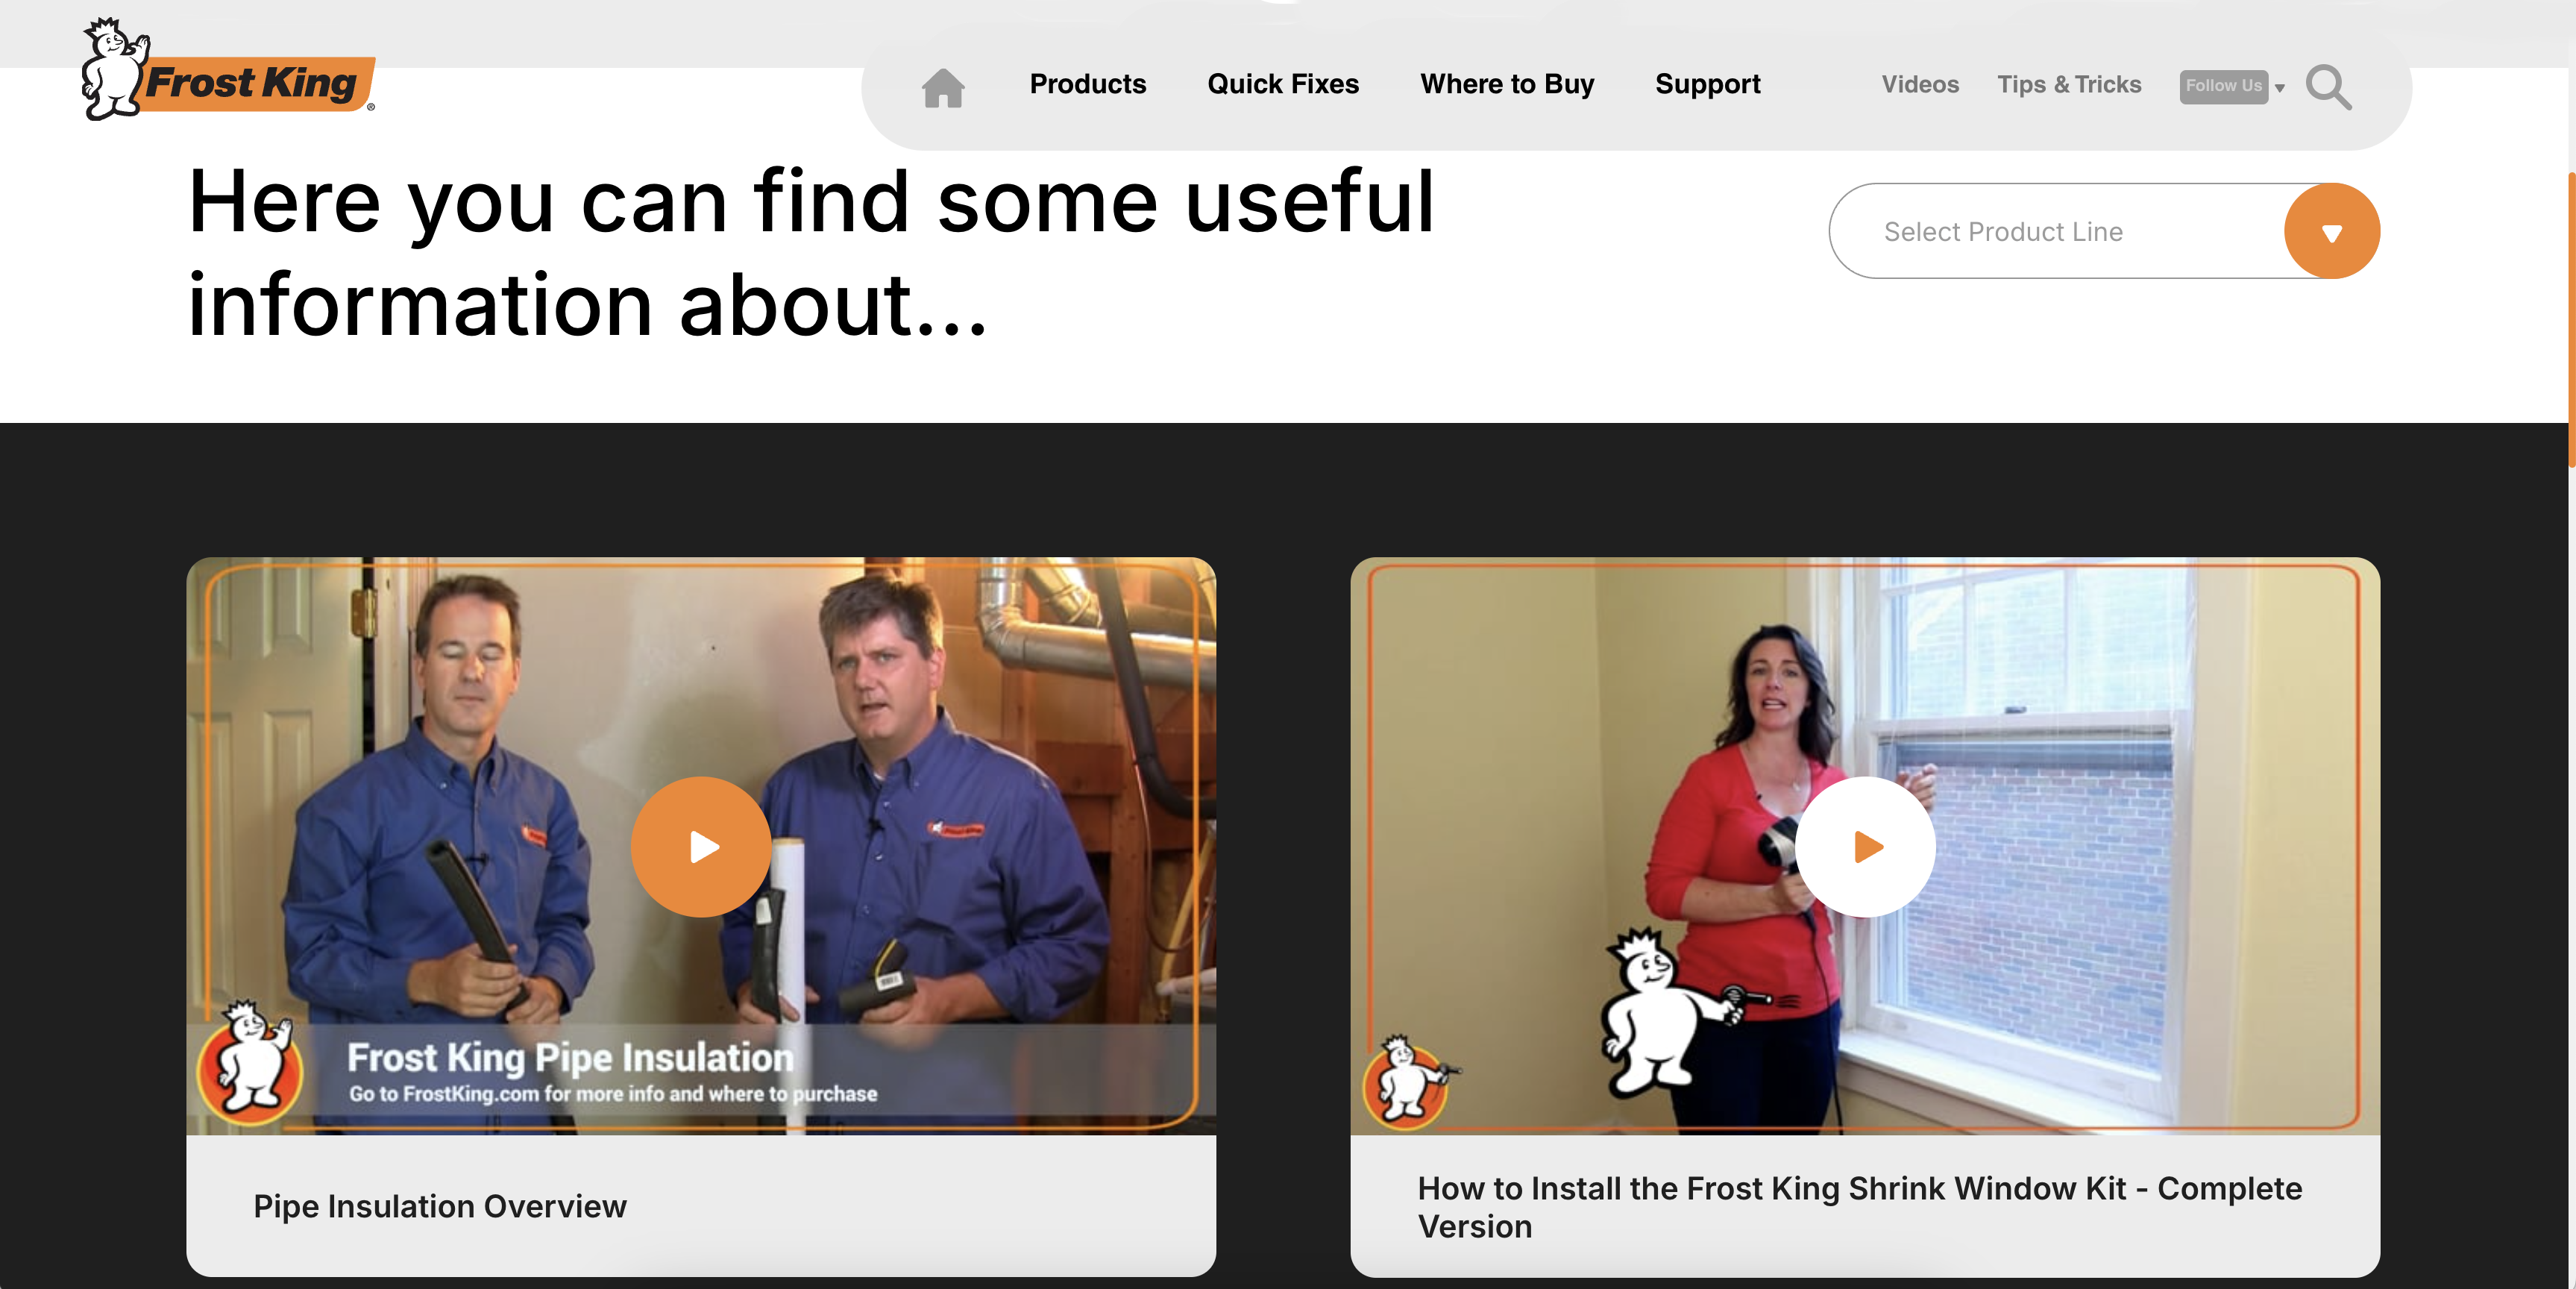 Frost King
®
Products
Quick Fixes
Where to Buy
Support
Videos
Tips & Tricks
Follow Us
Here you can find some useful
information about...
Select Product Line
Frost King Pipe Insulation
Go to FrostKing.com for more info and where to purchase
Pipe Insulation Overview
How to Install the Frost King Shrink Window Kit - Complete
Version